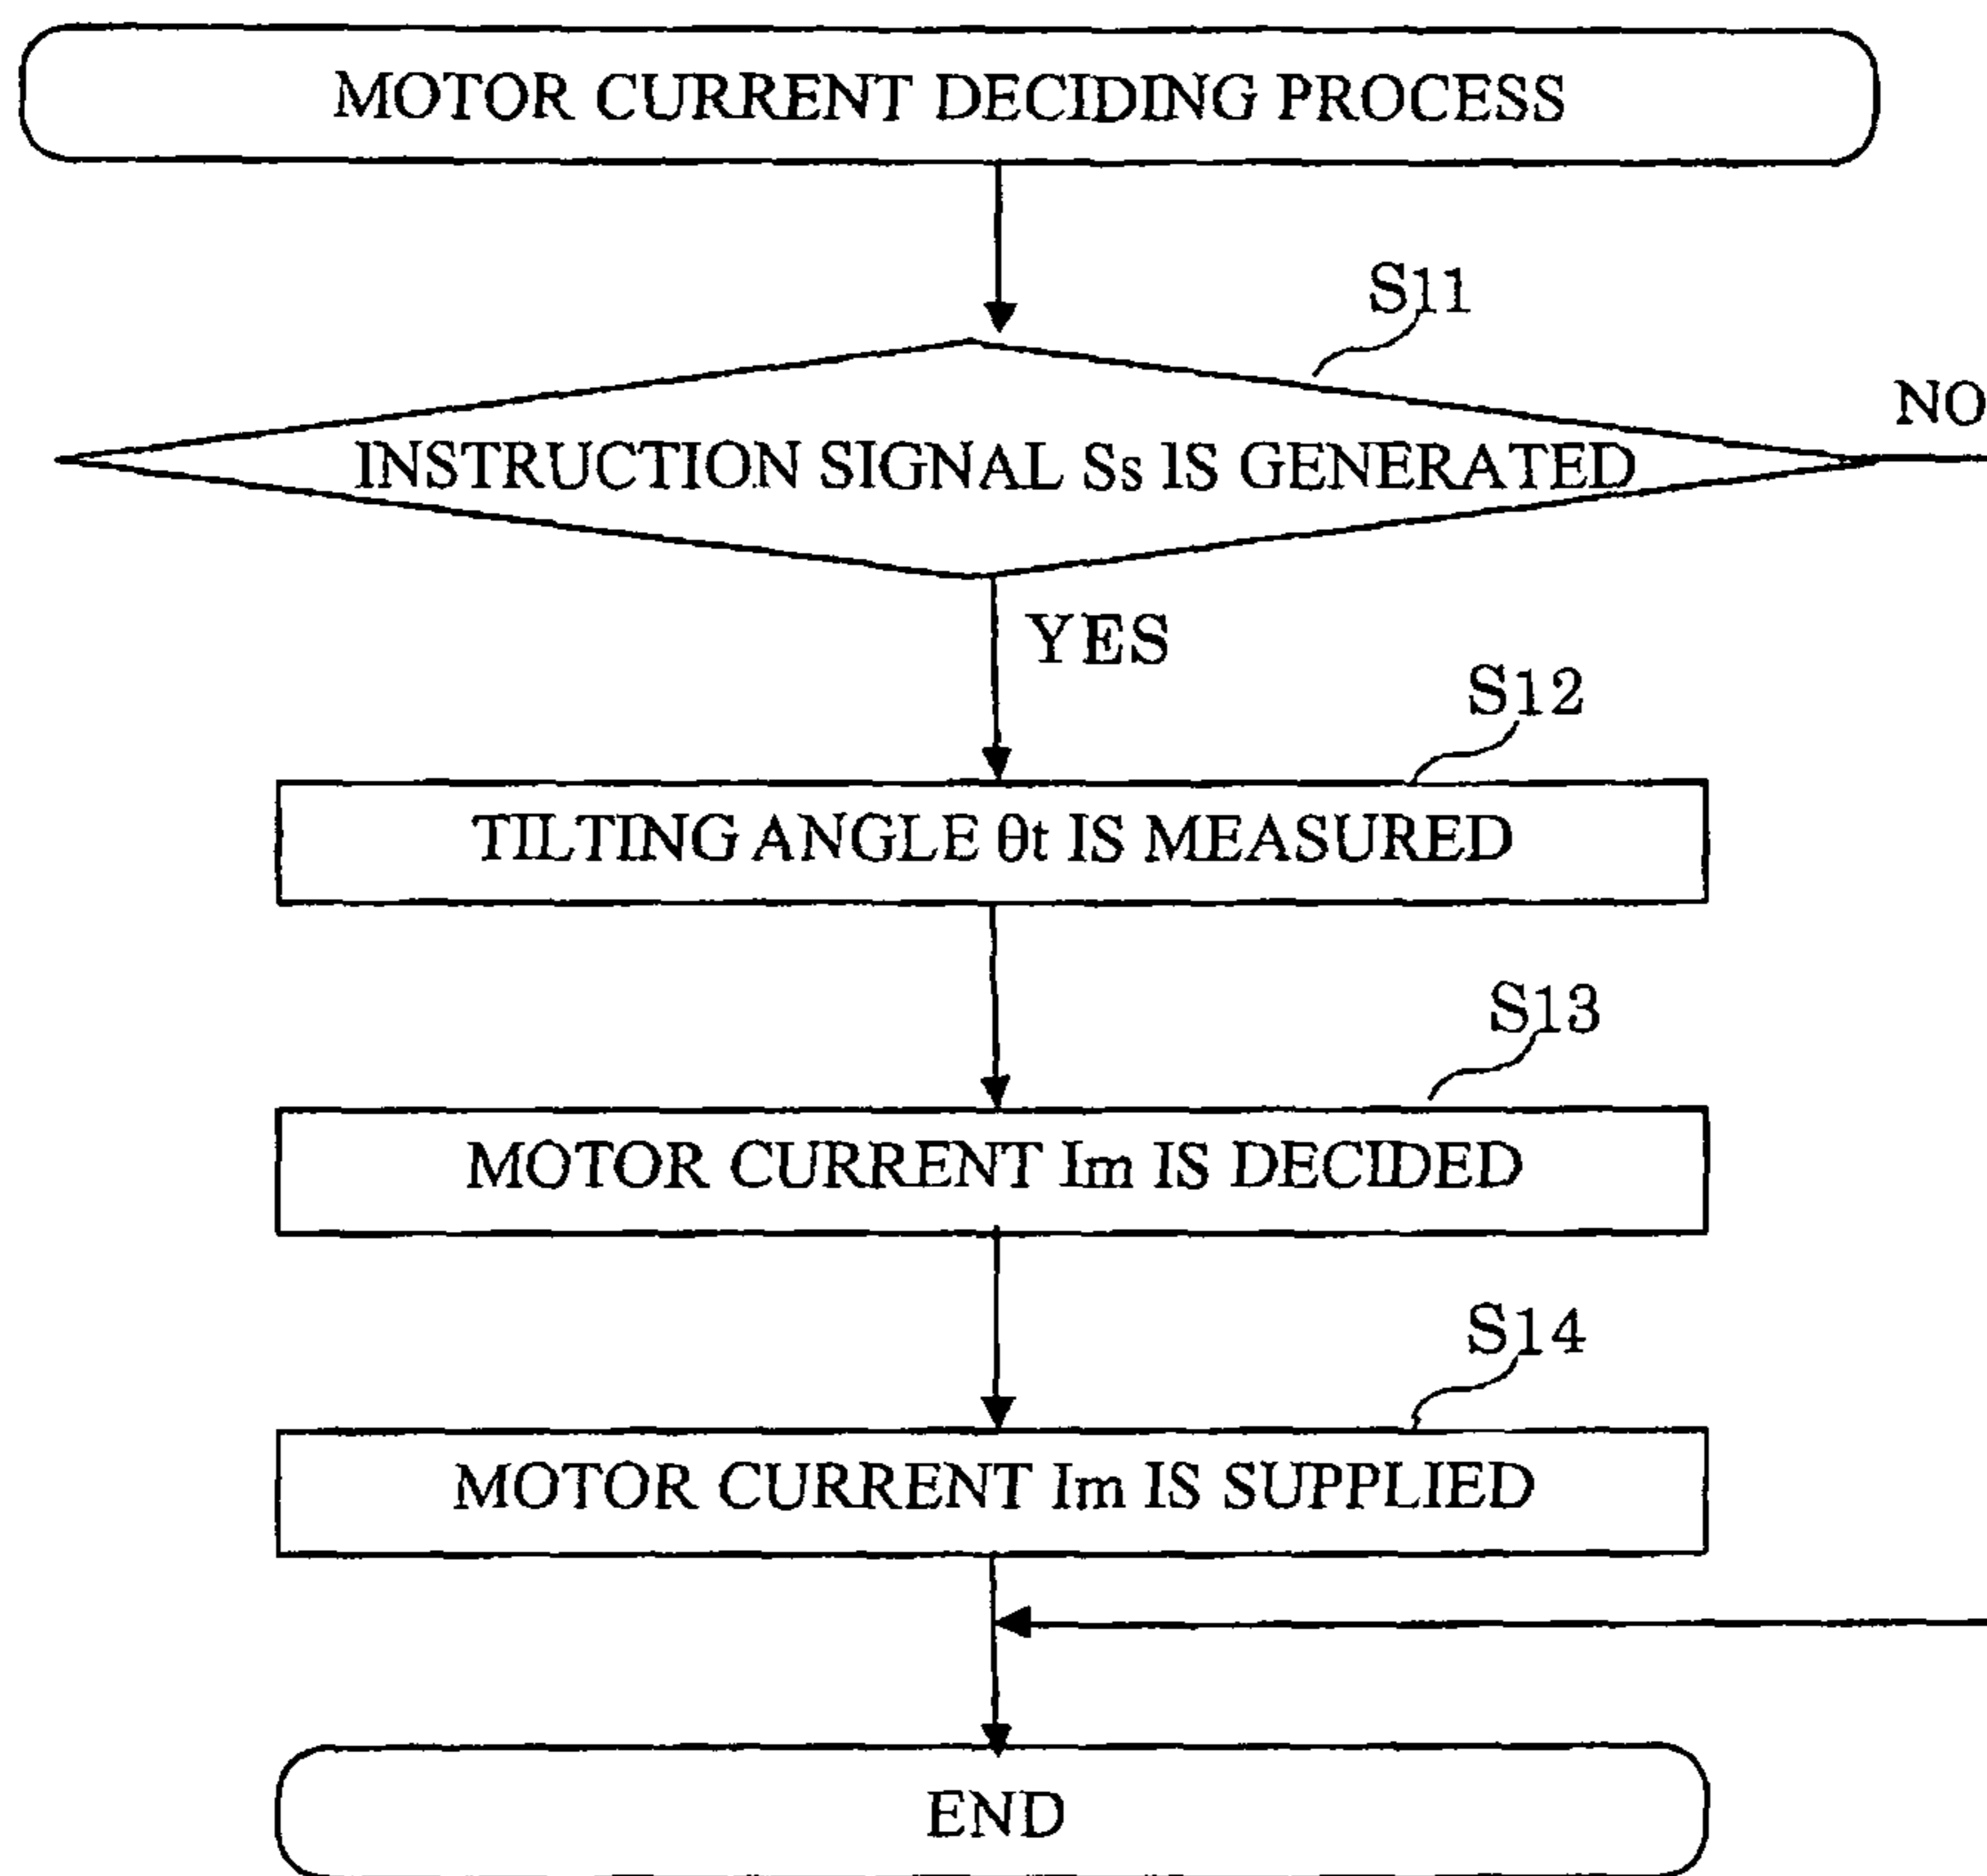 MOTOR CURRENT DECIDING PROCESS
S11
NO
INSTRUCTION SIGNAL Ss IS GENERATED
YES
S12
TILTING ANGLE θt IS MEASURED
S13
MOTOR CURRENT Im IS DECIDED
S14
MOTOR CURRENT Im IS SUPPLIED
END